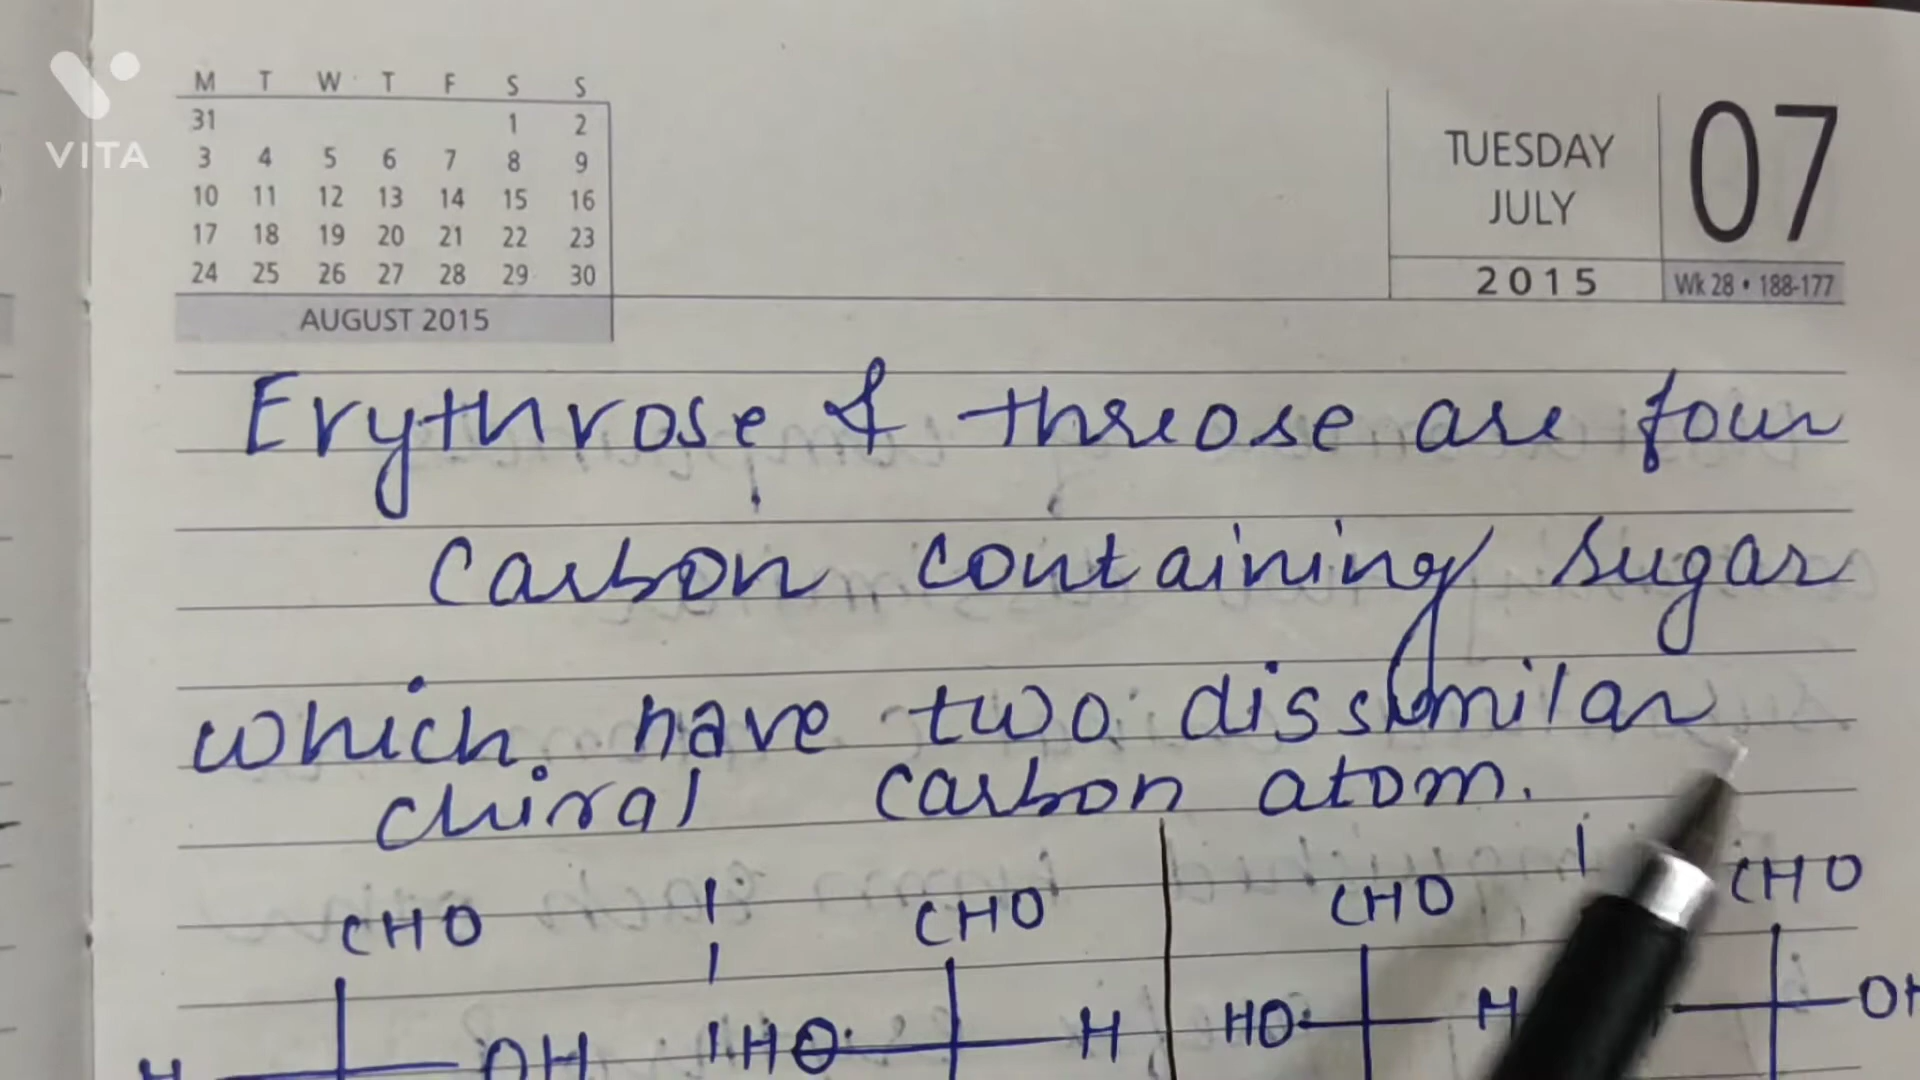 VITA
M T W T F S S
31 1 2
3 4 5 6 7 8 9
10 11 12 13 14 15 16
17 18 19 20 21 22 23
24 25 26 27 28 29 30
AUGUST 2015
TUESDAY
JULY
2015
07
Wk 28 • 188-177
Erythrose & threose are four
carbon containing sugar
which have two dissimilar
chiral carbon atom.
CHO CHO CHO CHO
H OH HO H HO H OH